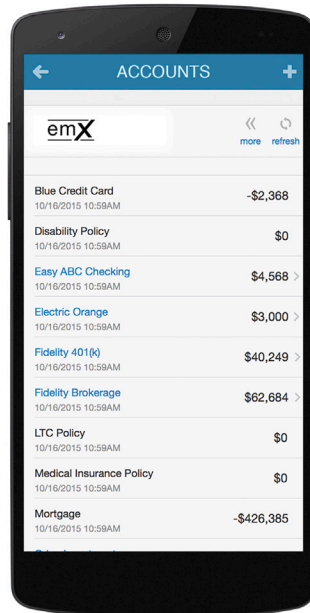 ACCOUNTS
emX
more refresh
Blue Credit Card
-$2,368
10/16/2015 10:59AM
Disability Policy
$0
10/16/2015 10:59AM
Easy ABC Checking
$4,568
10/16/2015 10:59AM
Electric Orange
$3,000
10/16/2015 10:59AM
Fidelity 401(k)
$40,249
10/16/2015 10:59AM
Fidelity Brokerage
$62,684
10/16/2015 10:59AM
LTC Policy
$0
10/16/2015 10:59AM
Medical Insurance Policy
$0
10/16/2015 10:59AM
Mortgage
-$426,385
10/16/2015 10:59AM